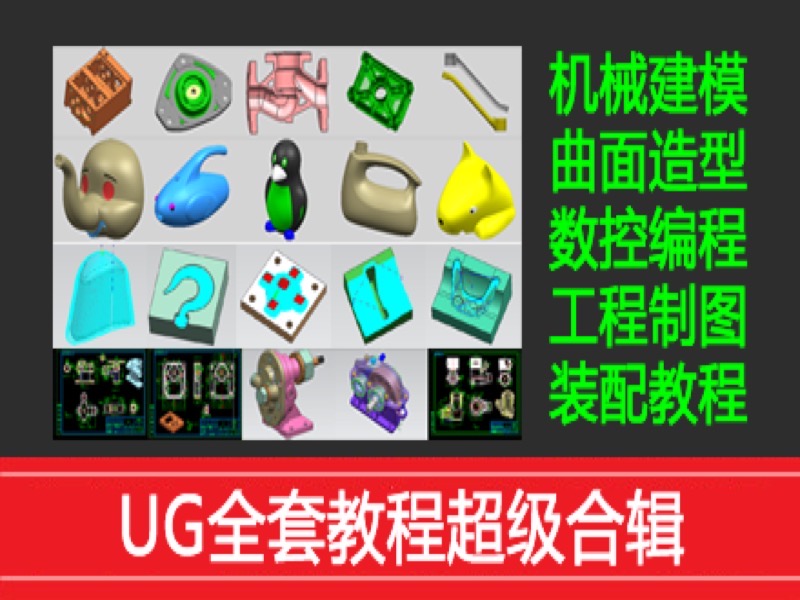 机械建模
曲面造型
数控编程
工程制图
装配教程
UG全套教程超级合辑